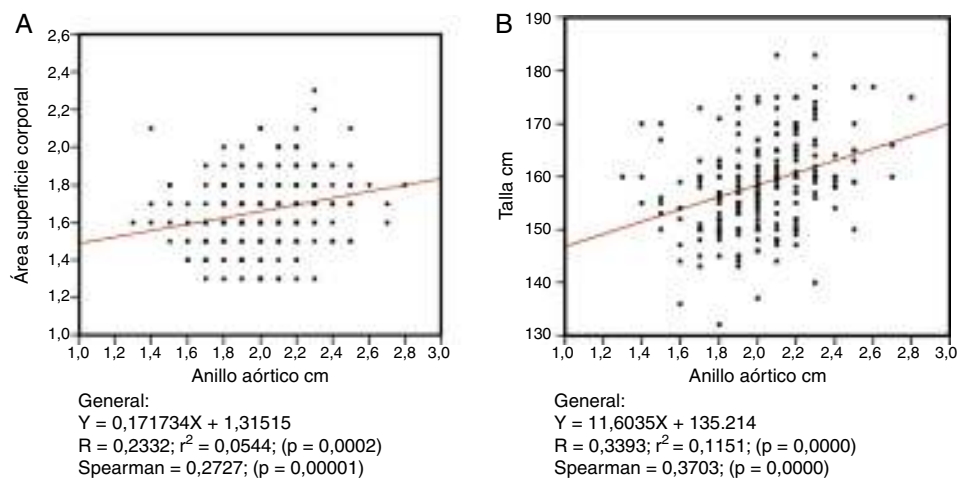 A
Área superficie corporal
2,6
2,4
2,2
2,0
1,8
1,6
1,4
1,2
1,0
1,0 1,2 1,4 1,6 1,8 2,0 2,2 2,4 2,6 2,8 3,0
Anillo aórtico cm
General:
Y = 0,171734X + 1,31515
R = 0,2332; r² = 0,0544; (p = 0,0002)
Spearman = 0,2727; (p = 0,00001)
B
Talla cm
190
180
170
160
150
140
130
1,0 1,2 1,4 1,6 1,8 2,0 2,2 2,4 2,6 2,8 3,0
Anillo aórtico cm
General:
Y = 11,6035X + 135.214
R = 0,3393; r² = 0,1151; (p = 0,0000)
Spearman = 0,3703; (p = 0,0000)